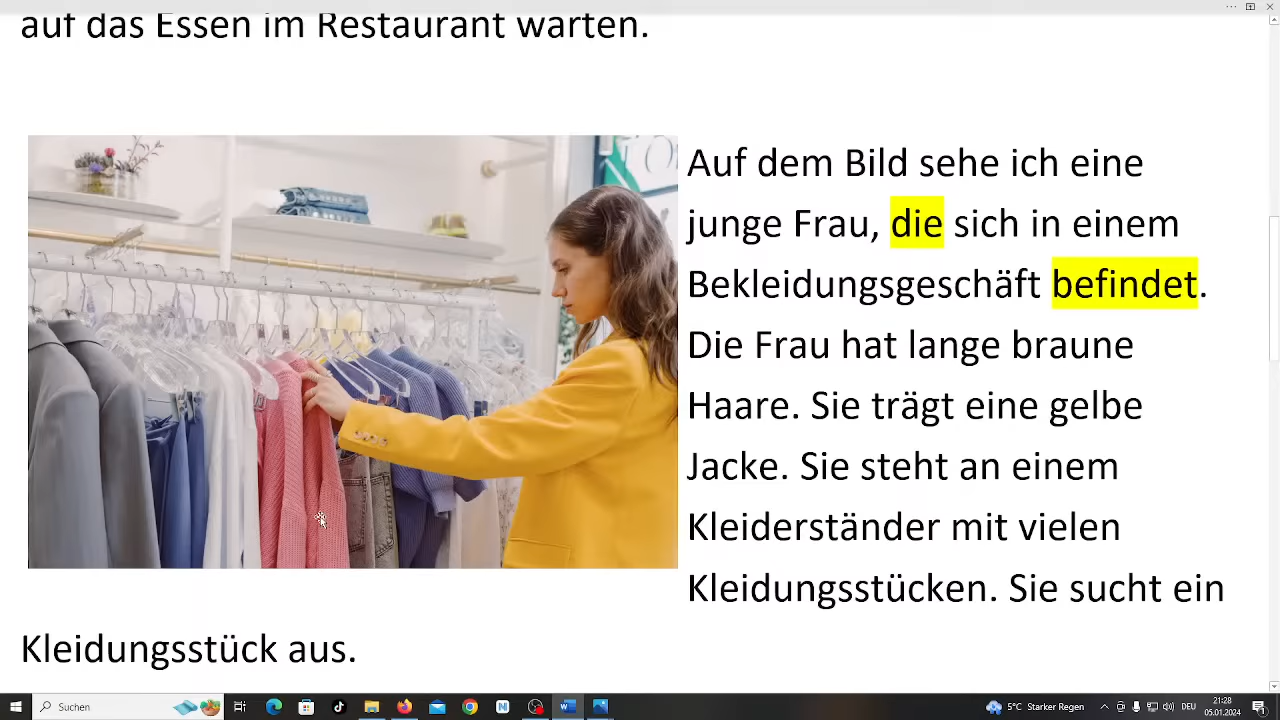 auf das Essen im Restaurant warten.
Auf dem Bild sehe ich eine
junge Frau, die sich in einem
Bekleidungsgeschäft befindet.
Die Frau hat lange braune
Haare. Sie trägt eine gelbe
Jacke. Sie steht an einem
Kleiderständer mit vielen
Kleidungsstücken. Sie sucht ein
Kleidungsstück aus.
Suchen
5°C Starker Regen
DEU
21:28
05.01.2024